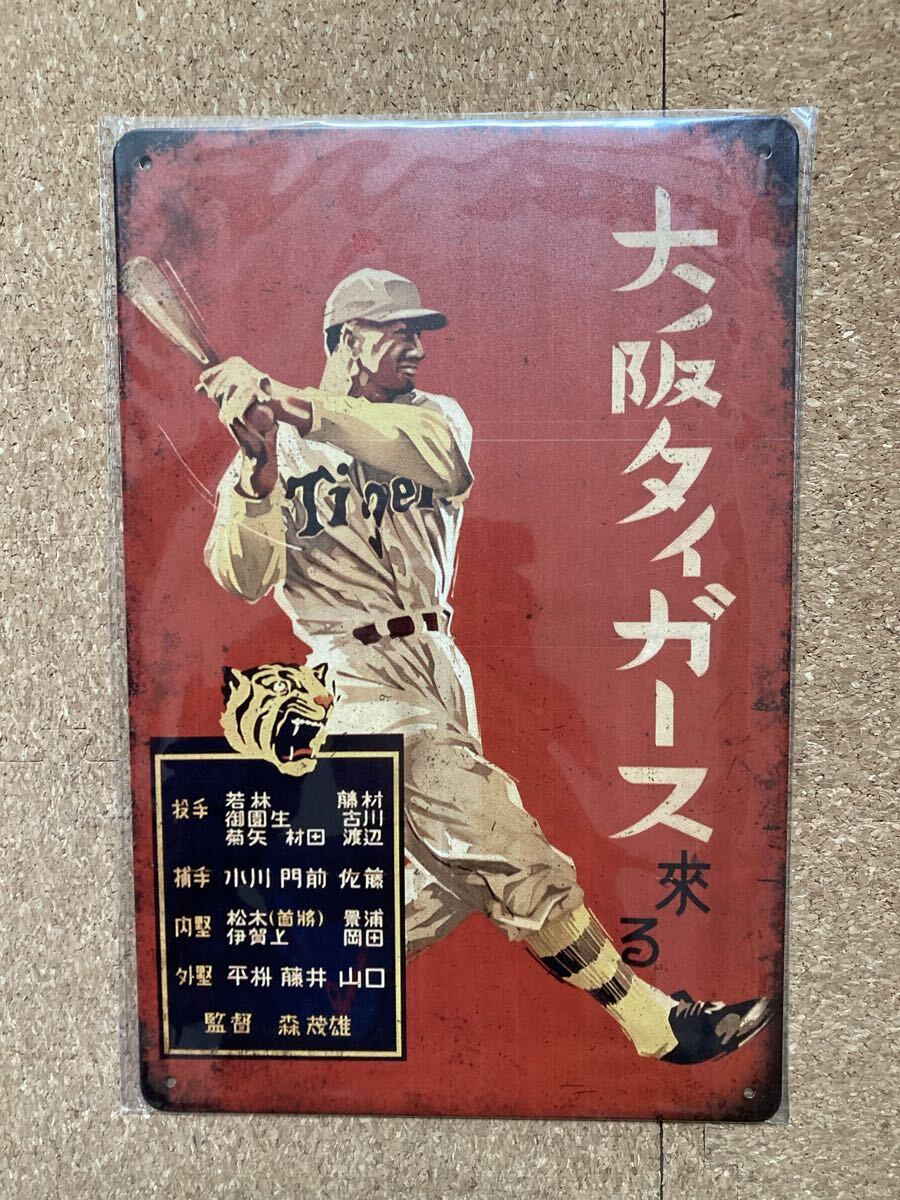 大阪タイガース
來る
Tigers
投手 若林 藤村
御園生 古川
菊矢 村田 渡辺
捕手 小川 門前 佐藤
内埜 松木(首將) 景浦
伊賀上 岡田
外埜 平桝 藤井 山口
監督 森茂雄